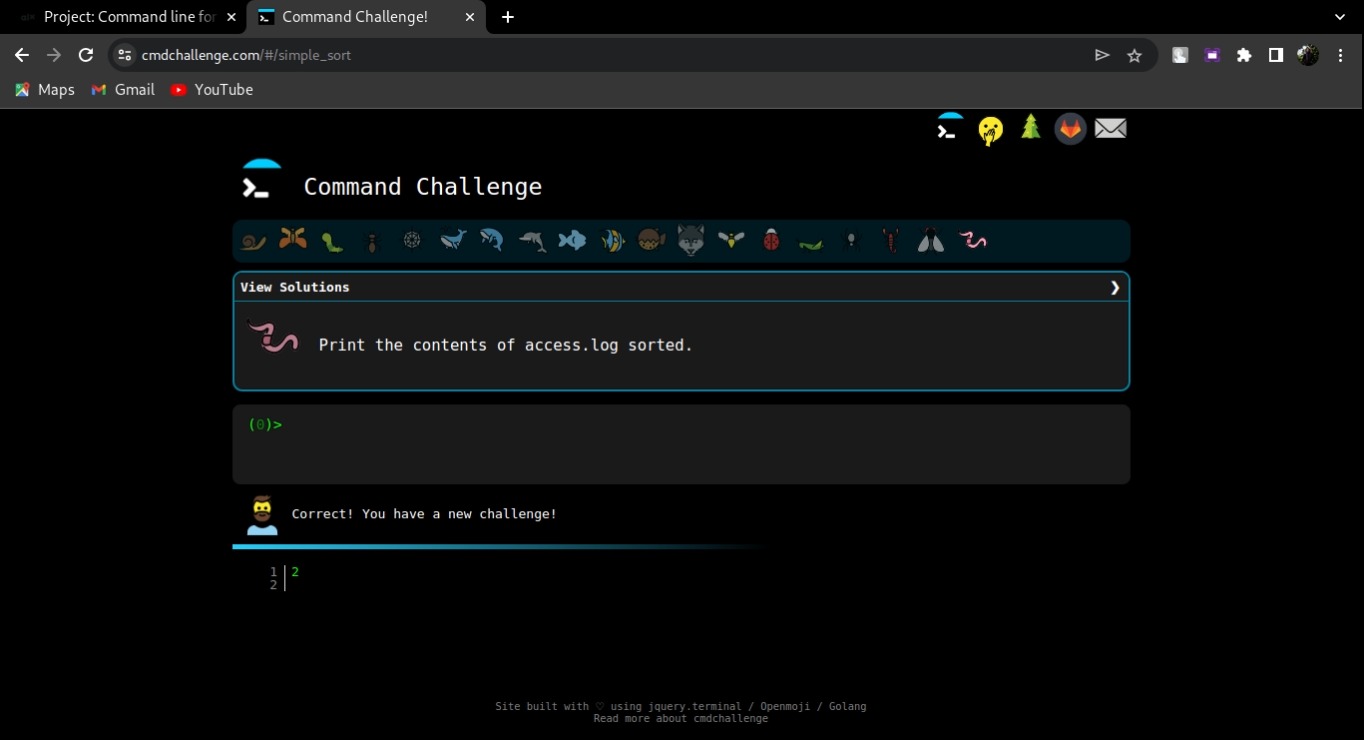 Project: Command line for
Command Challenge!
cmdchallenge.com/#/simple_sort
Maps Gmail YouTube
Command Challenge
View Solutions
Print the contents of access.log sorted.
(0)>
Correct! You have a new challenge!
1 2
2
Site built with ♡ using jquery.terminal / Openmoji / Golang
Read more about cmdchallenge